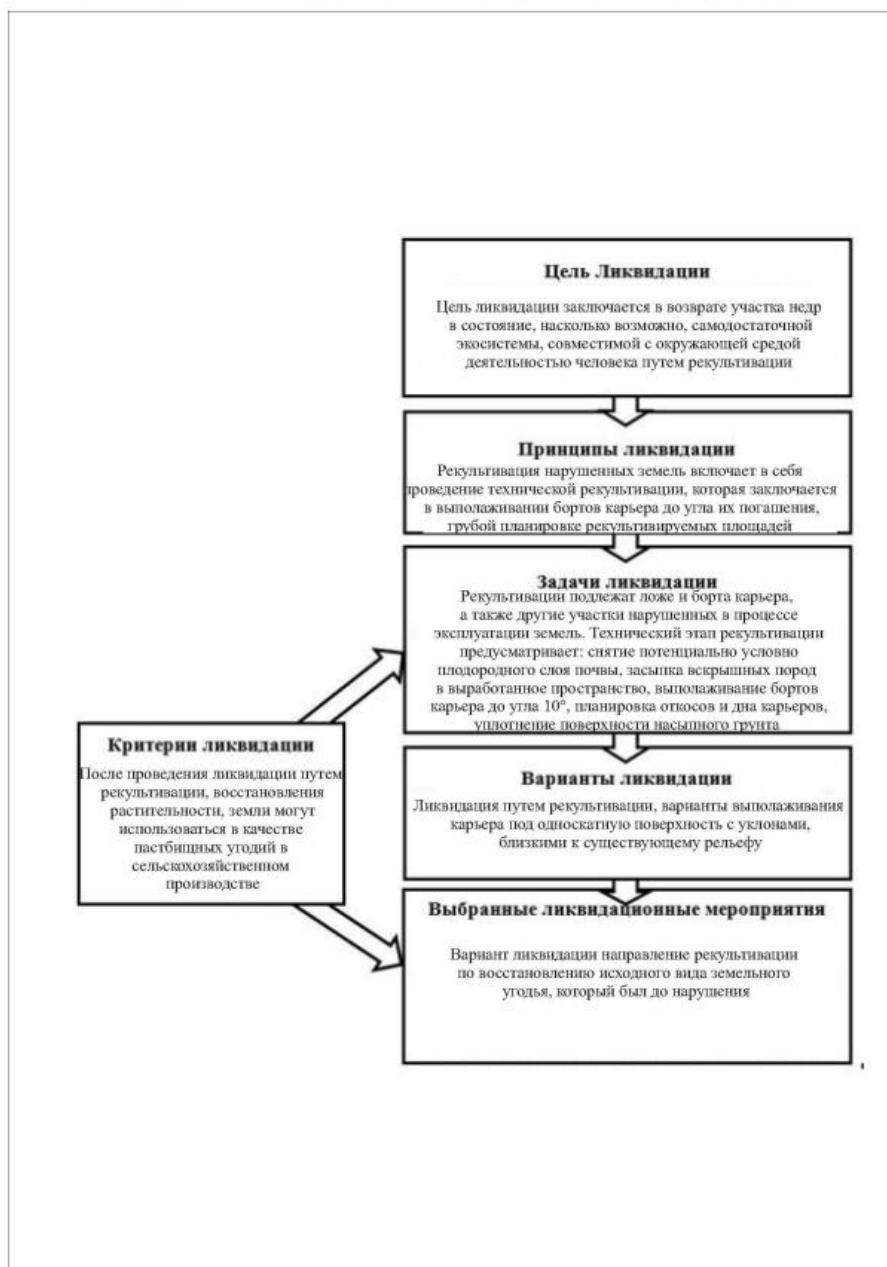 Цель Ликвидации
Цель ликвидации заключается в возврате участка недр
в состояние, насколько возможно, самодостаточной
экосистемы, совместимой с окружающей средой
деятельностью человека путем рекультивации
Принципы ликвидации
Рекультивация нарушенных земель включает в себя
проведение технической рекультивации, которая заключается
в выполаживании бортов карьера до угла их погашения,
грубой планировке рекультивируемых площадей
Задачи ликвидации
Рекультивации подлежат ложе и борта карьера,
а также другие участки нарушенных в процессе
эксплуатации земель. Технический этап рекультивации
предусматривает: снятие потенциально условно
плодородного слоя почвы, засыпка вскрышных пород
в выработанное пространство, выполаживание бортов
карьера до угла 10°, планировка откосов и дна карьеров,
уплотнение поверхности насыпного грунта
Критерии ликвидации
После проведения ликвидации путем
рекультивации, восстановления
растительности, земли могут
использоваться в качестве
пастбищных угодий в
сельскохозяйственном
производстве
Варианты ликвидации
Ликвидация путем рекультивации, варианты выполаживания
карьера под односкатную поверхность с уклонами,
близкими к существующему рельефу
Выбранные ликвидационные мероприятия
Вариант ликвидации направление рекультивации
по восстановлению исходного вида земельного
угодья, который был до нарушения